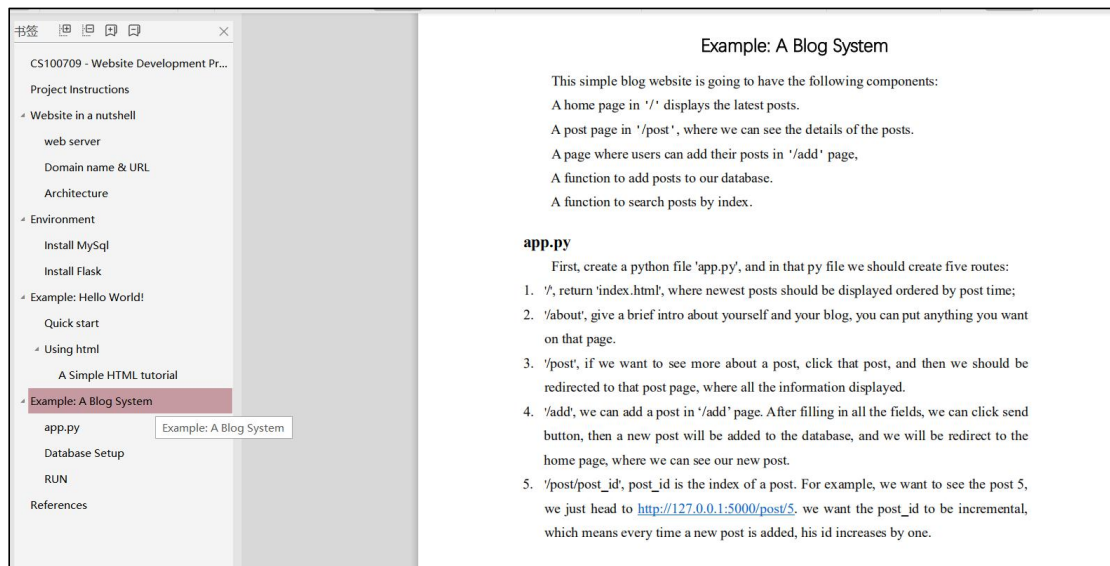 书签
CS100709 - Website Development Pr...
Project Instructions
Website in a nutshell
web server
Domain name & URL
Architecture
Environment
Install MySql
Install Flask
Example: Hello World!
Quick start
Using html
A Simple HTML tutorial
Example: A Blog System
app.py
Example: A Blog System
Database Setup
RUN
References
Example: A Blog System
This simple blog website is going to have the following components:
A home page in '/' displays the latest posts.
A post page in '/post', where we can see the details of the posts.
A page where users can add their posts in '/add' page,
A function to add posts to our database.
A function to search posts by index.
app.py
First, create a python file 'app.py', and in that py file we should create five routes:
1. '/', return 'index.html', where newest posts should be displayed ordered by post time;
2. '/about', give a brief intro about yourself and your blog, you can put anything you want
on that page.
3. '/post', if we want to see more about a post, click that post, and then we should be
redirected to that post page, where all the information displayed.
4. '/add', we can add a post in ‘/add’ page. After filling in all the fields, we can click send
button, then a new post will be added to the database, and we will be redirect to the
home page, where we can see our new post.
5. '/post/post_id', post_id is the index of a post. For example, we want to see the post 5,
we just head to http://127.0.0.1:5000/post/5. we want the post_id to be incremental,
which means every time a new post is added, his id increases by one.